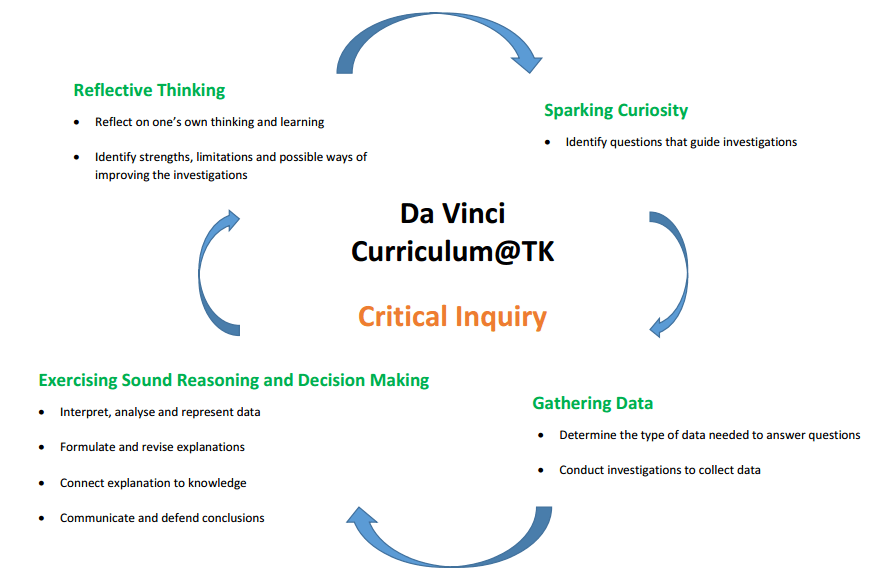 Reflective Thinking
• Reflect on one's own thinking and learning
• Identify strengths, limitations and possible ways of
improving the investigations
Sparking Curiosity
• Identify questions that guide investigations
Da Vinci
Curriculum@TK
Critical Inquiry
Exercising Sound Reasoning and Decision Making
• Interpret, analyse and represent data
• Formulate and revise explanations
• Connect explanation to knowledge
• Communicate and defend conclusions
Gathering Data
• Determine the type of data needed to answer questions
• Conduct investigations to collect data